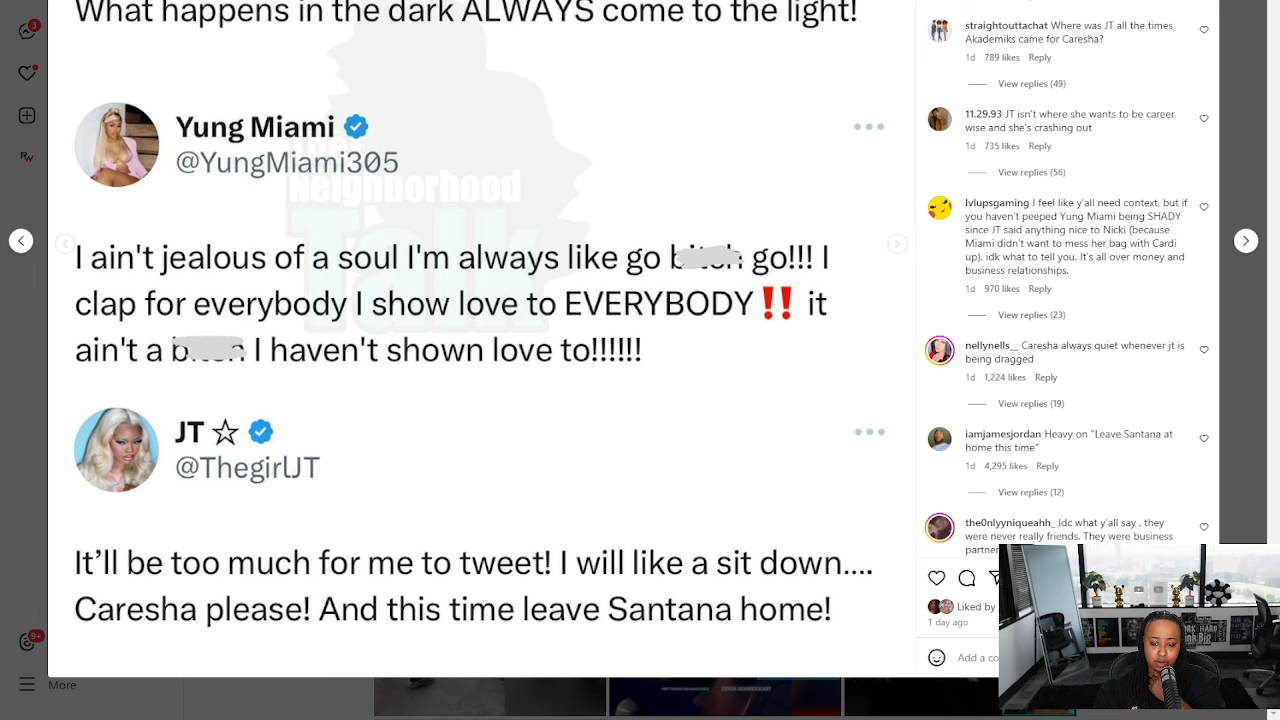 What happens in the dark ALWAYS come to the light!
Yung Miami
@YungMiami305
The
Neighborhood
Talk
I ain't jealous of a soul I'm always like go b go!!! I
clap for everybody I show love to EVERYBODY‼️ it
ain't a b I haven't shown love to!!!!!!
JT ☆
@ThegirlJT
It’ll be too much for me to tweet! I will like a sit down....
Caresha please! And this time leave Santana home!
3
RW
9+
More
straightouttachat Where was JT all the times
Akademiks came for Caresha?
1d 789 likes Reply
View replies (49)
11.29.93 JT isn't where she wants to be career
wise and she's crashing out
1d 735 likes Reply
View replies (56)
lvlupsgaming I feel like y'all need context, but if
you haven't peeped Yung Miami being SHADY
since JT said anything nice to Nicki (because
Miami didn't want to mess her bag with Cardi
up), idk what to tell you. It's all over money and
business relationships.
1d 970 likes Reply
View replies (23)
nellynells__ Caresha always quiet whenever jt is
being dragged
1d 1,224 likes Reply
View replies (19)
iamjamesjordan Heavy on “Leave Santana at
home this time”
1d 4,295 likes Reply
View replies (12)
the0nlyyniqueahh_ Idc what y'all say , they
were never really friends. They were business
partner
Liked by
1 day ago
Add a co